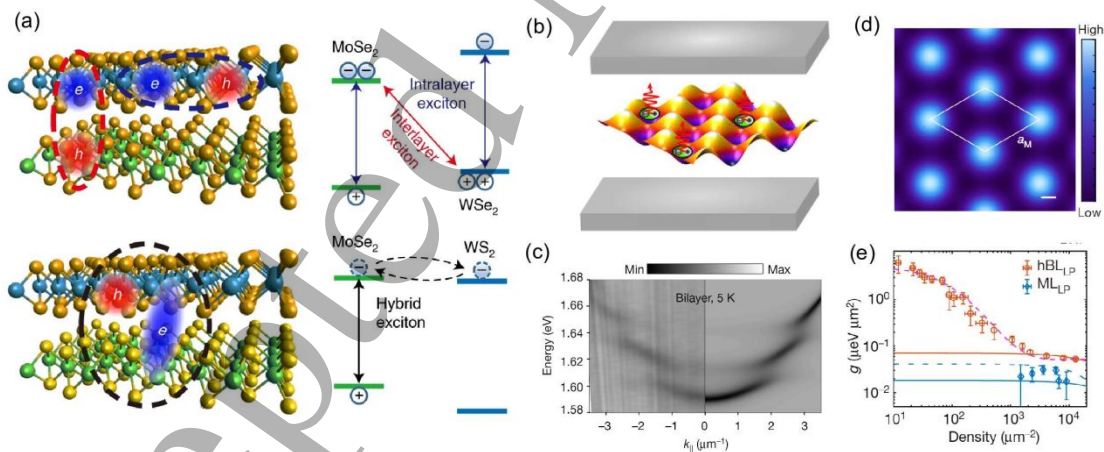 (a)
MoSe2
Intralayer
exciton
Interlayer
exciton
WSe2
e
e
h
h
MoSe2
WS2
Hybrid
exciton
h
e
(b)
(c)
Min
Max
Bilayer, 5 K
Energy (eV)
1.68
1.66
1.64
1.62
1.60
1.58
-3 -2 -1 0 1 2 3
k|| (μm⁻¹)
(d)
aM
High
Low
(e)
hBL_LP
ML_LP
g (μeV μm²)
10⁰
10⁻¹
10⁻²
10¹ 10² 10³ 10⁴
Density (μm⁻²)